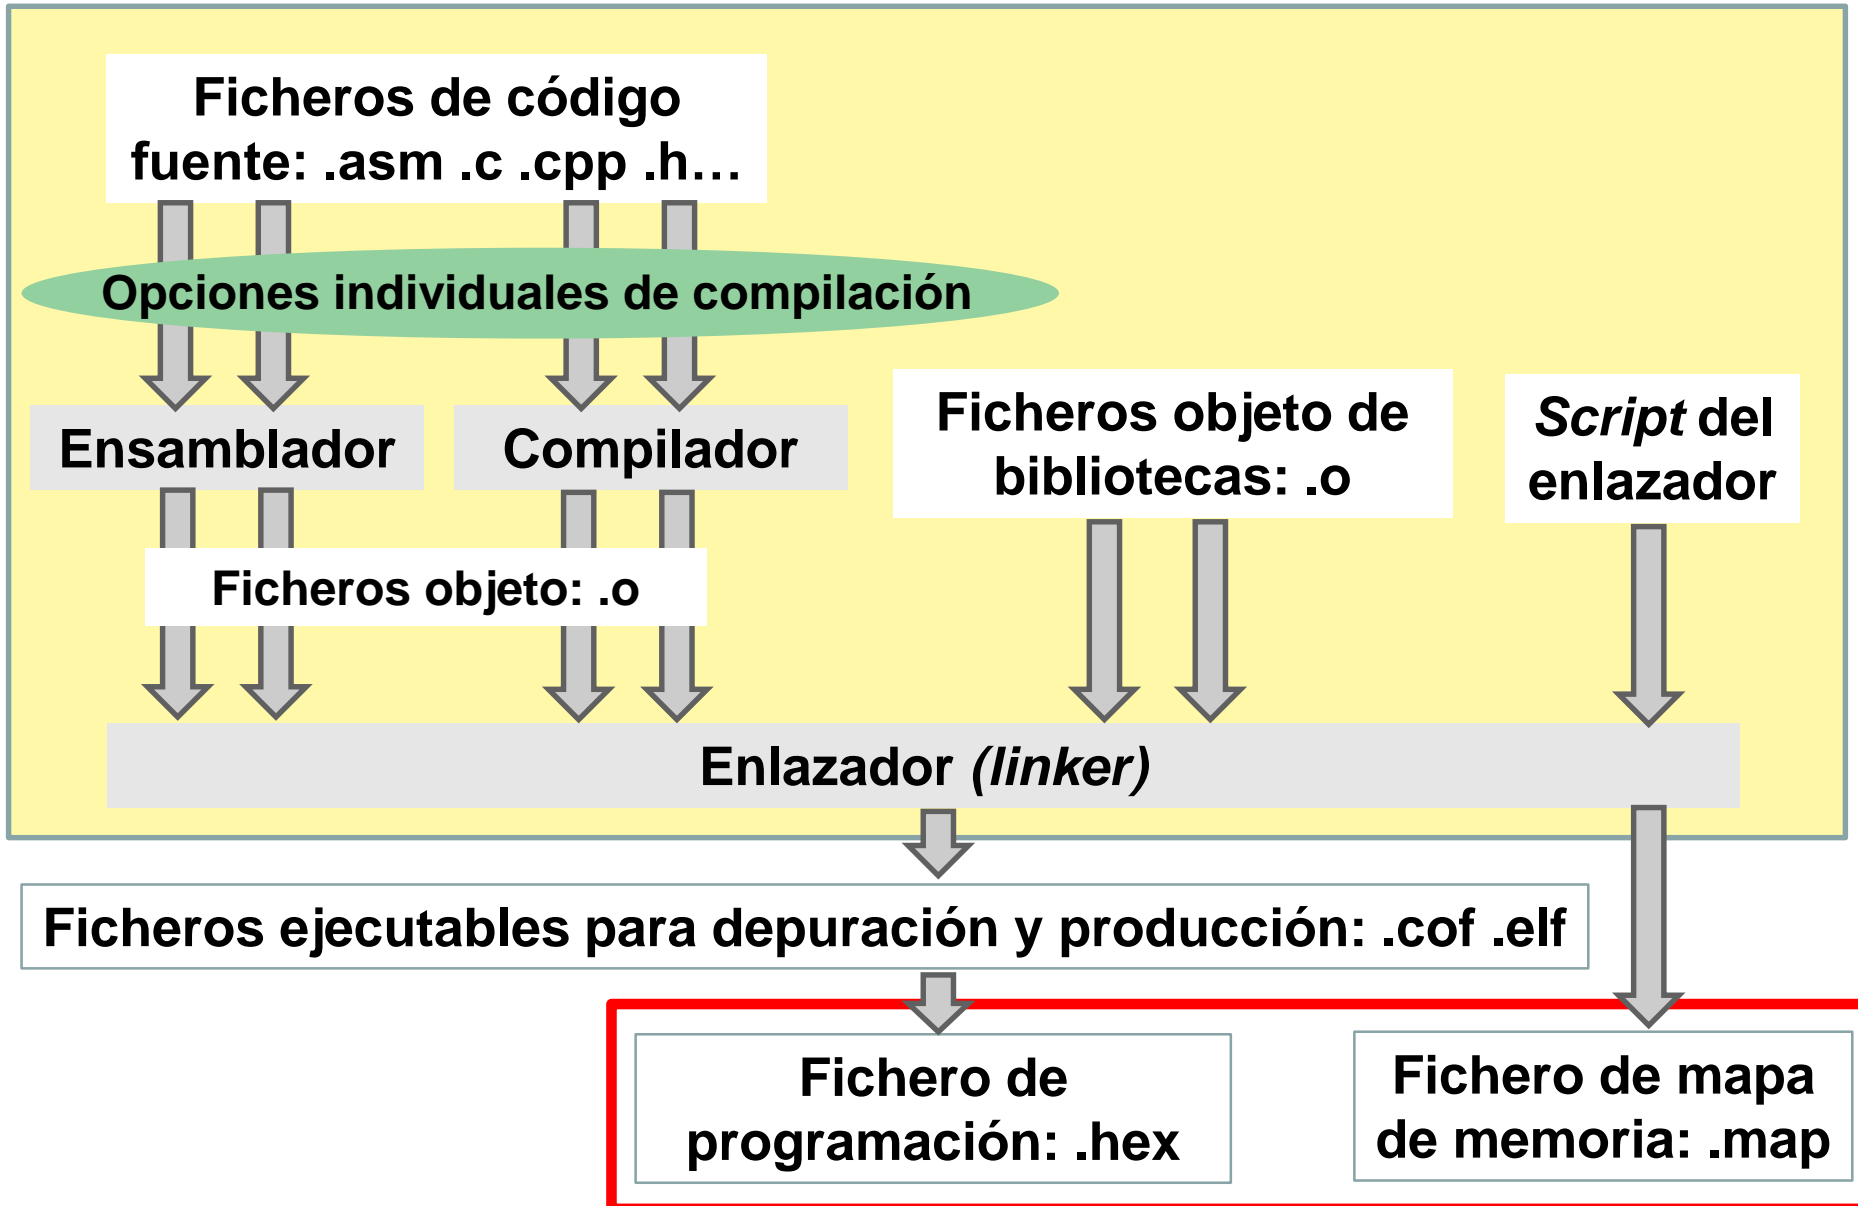 Ficheros de código
fuente: .asm .c .cpp .h…
Opciones individuales de compilación
Ensamblador
Compilador
Ficheros objeto de
bibliotecas: .o
Script del
enlazador
Ficheros objeto: .o
Enlazador (linker)
Ficheros ejecutables para depuración y producción: .cof .elf
Fichero de
programación: .hex
Fichero de mapa
de memoria: .map